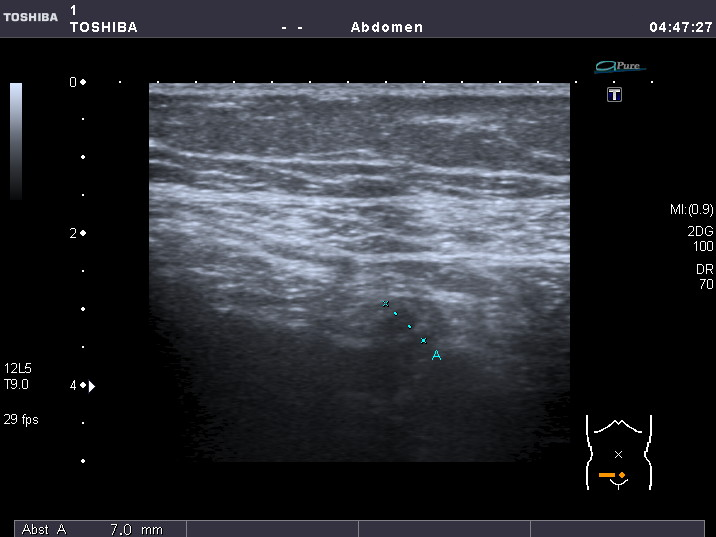 TOSHIBA
1
TOSHIBA
- -
Abdomen
04:47:27
0
Pure
T
MI:(0.9)
2
2DG
100
DR
70
12L5
T9.0
A
4
29 fps
Abst A 7.0 mm